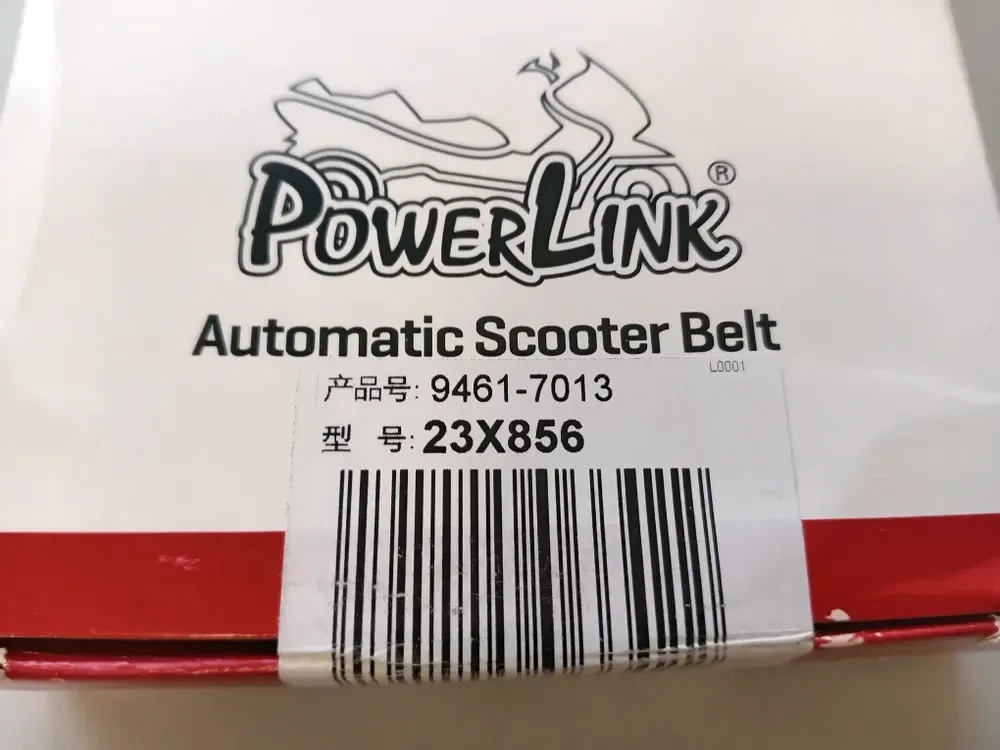 POWERLINK®
Automatic Scooter Belt
L0001
产品号: 9461-7013
型 号: 23X856